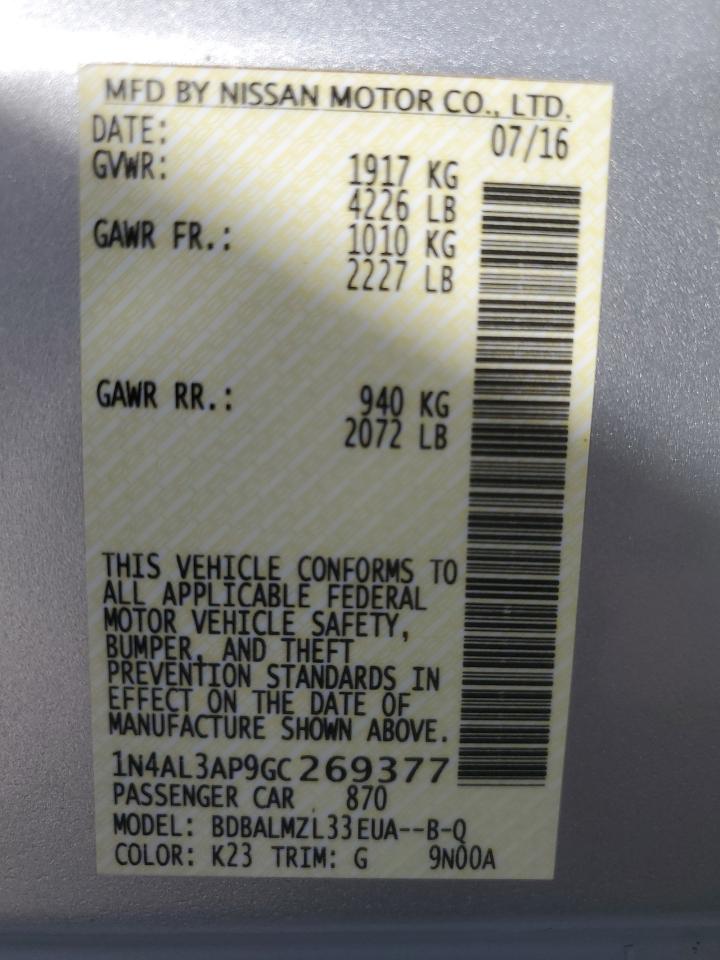 MFD BY NISSAN MOTOR CO., LTD.
DATE: 07/16
GVWR: 1917 KG
4226 LB
GAWR FR.: 1010 KG
2227 LB
GAWR RR.: 940 KG
2072 LB
THIS VEHICLE CONFORMS TO
ALL APPLICABLE FEDERAL
MOTOR VEHICLE SAFETY,
BUMPER, AND THEFT
PREVENTION STANDARDS IN
EFFECT ON THE DATE OF
MANUFACTURE SHOWN ABOVE.
1N4AL3AP9GC269377
PASSENGER CAR 870
MODEL: BDBALMZL33EUA--B-Q
COLOR: K23 TRIM: G 9N00A